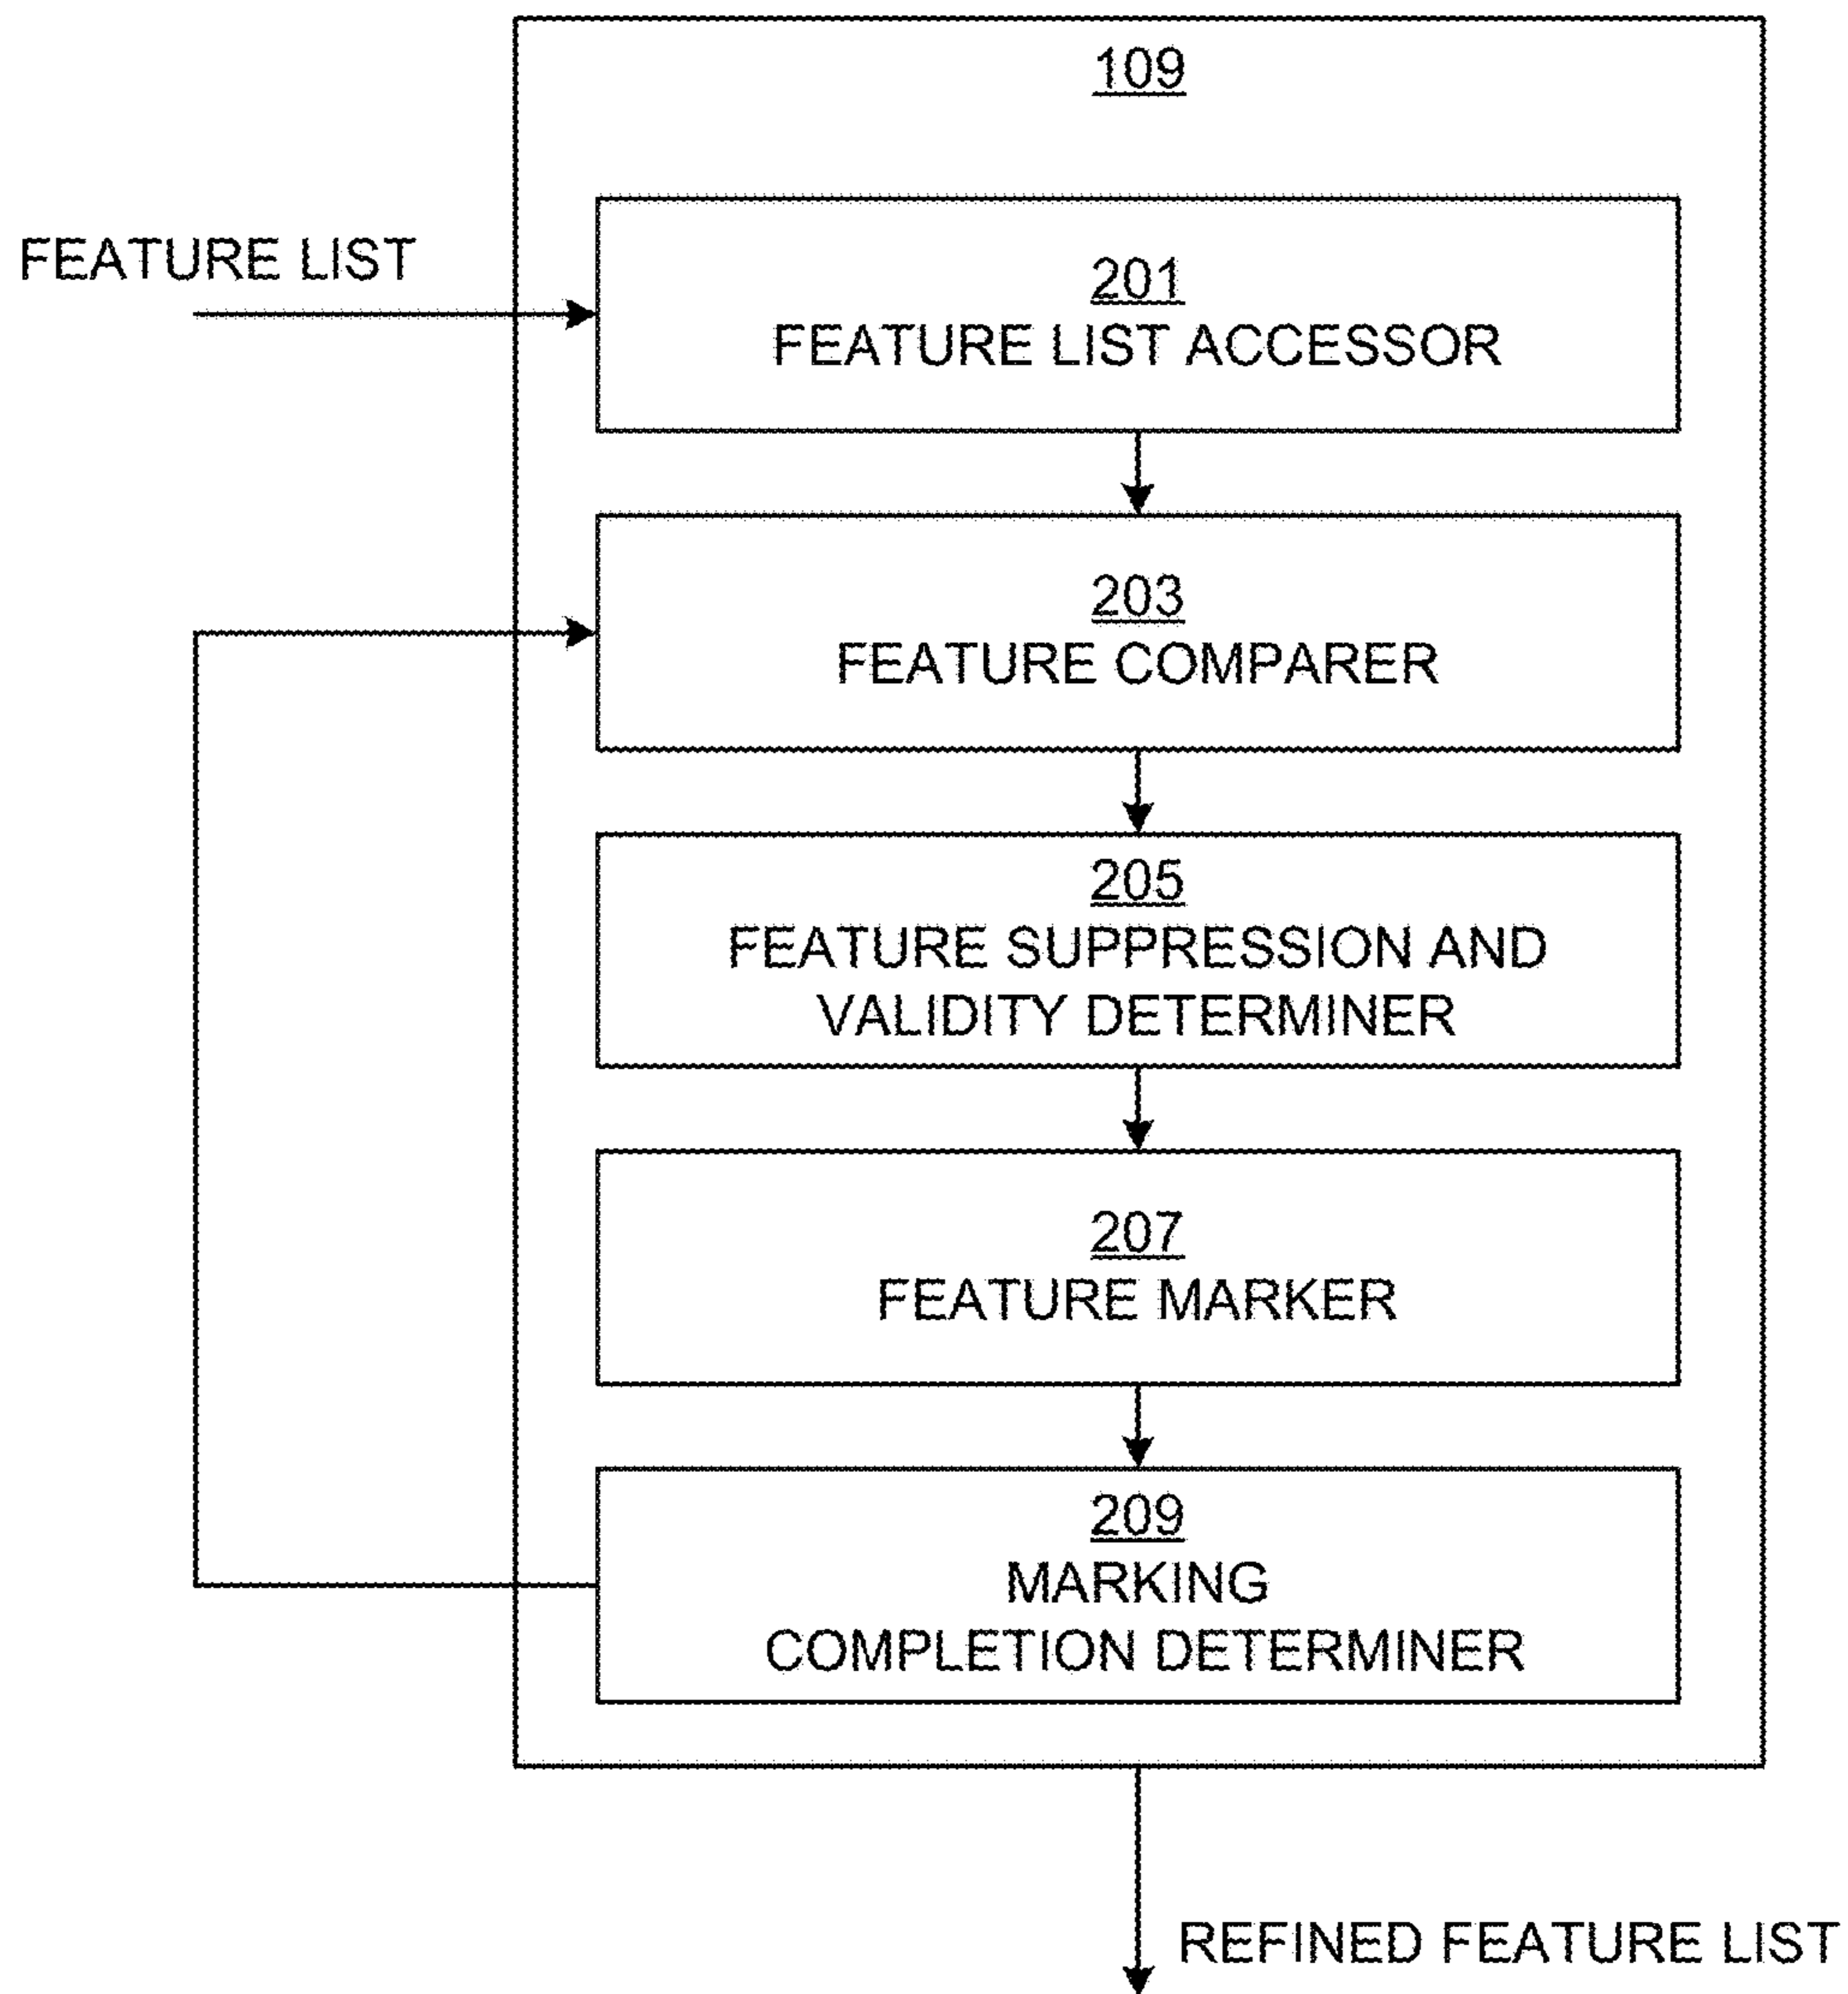 109
FEATURE LIST
201
FEATURE LIST ACCESSOR
203
FEATURE COMPARER
205
FEATURE SUPPRESSION AND
VALIDITY DETERMINER
207
FEATURE MARKER
209
MARKING
COMPLETION DETERMINER
REFINED FEATURE LIST